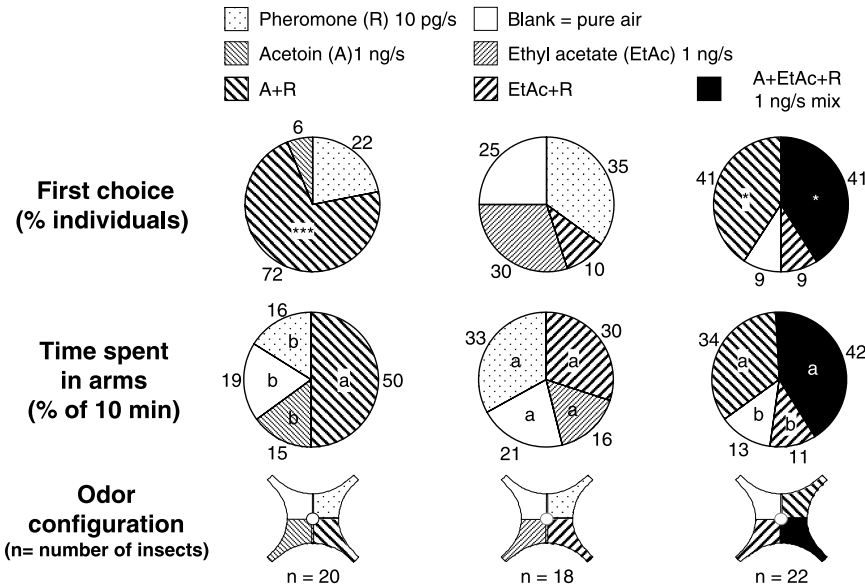 Pheromone (R) 10 pg/s
Blank = pure air
Acetoin (A)1 ng/s
Ethyl acetate (EtAc) 1 ng/s
A+R
EtAc+R
A+EtAc+R
1 ng/s mix
First choice
(% individuals)
6
22
***
72
25
35
30
10
41
*
*
41
9
9
Time spent
in arms
(% of 10 min)
16
b
19
b
a
50
b
15
33
a
a
30
a
a
21
16
34
a
a
42
b
b
13
11
Odor
configuration
(n= number of insects)
n = 20
n = 18
n = 22